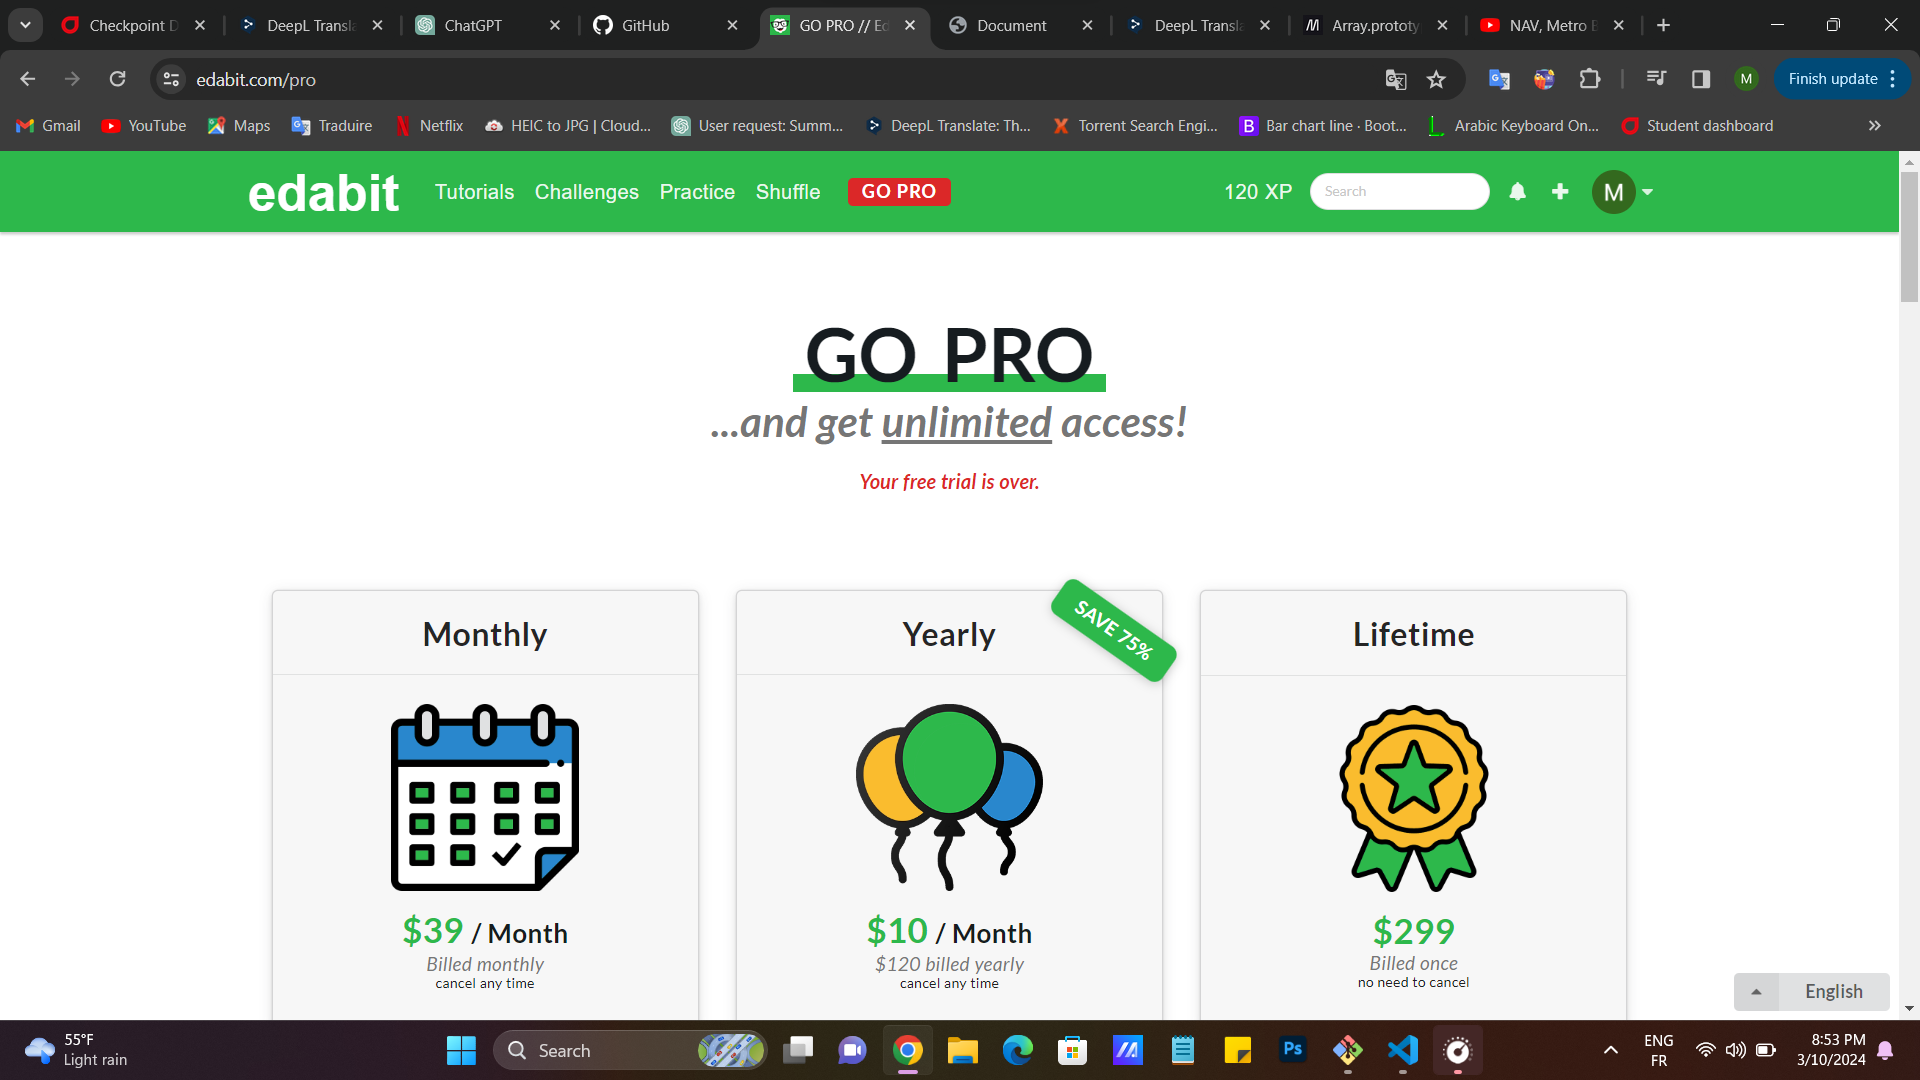 Checkpoint D
DeepL Transla
ChatGPT
GitHub
GO PRO // Ed
Document
DeepL Transla
Array.prototy
NAV, Metro B
edabit.com/pro
M
Finish update
Gmail
YouTube
Maps
Traduire
Netflix
HEIC to JPG | Cloud...
User request: Summ...
DeepL Translate: Th...
Torrent Search Engi...
Bar chart line · Boot...
Arabic Keyboard On...
Student dashboard
edabit
Tutorials
Challenges
Practice
Shuffle
GO PRO
120 XP
Search
M
GO PRO
...and get unlimited access!
Your free trial is over.
Monthly
$39 / Month
Billed monthly
cancel any time
Yearly
SAVE 75%
$10 / Month
$120 billed yearly
cancel any time
Lifetime
$299
Billed once
no need to cancel
English
55°F
Light rain
Search
Ps
ENG
FR
8:53 PM
3/10/2024